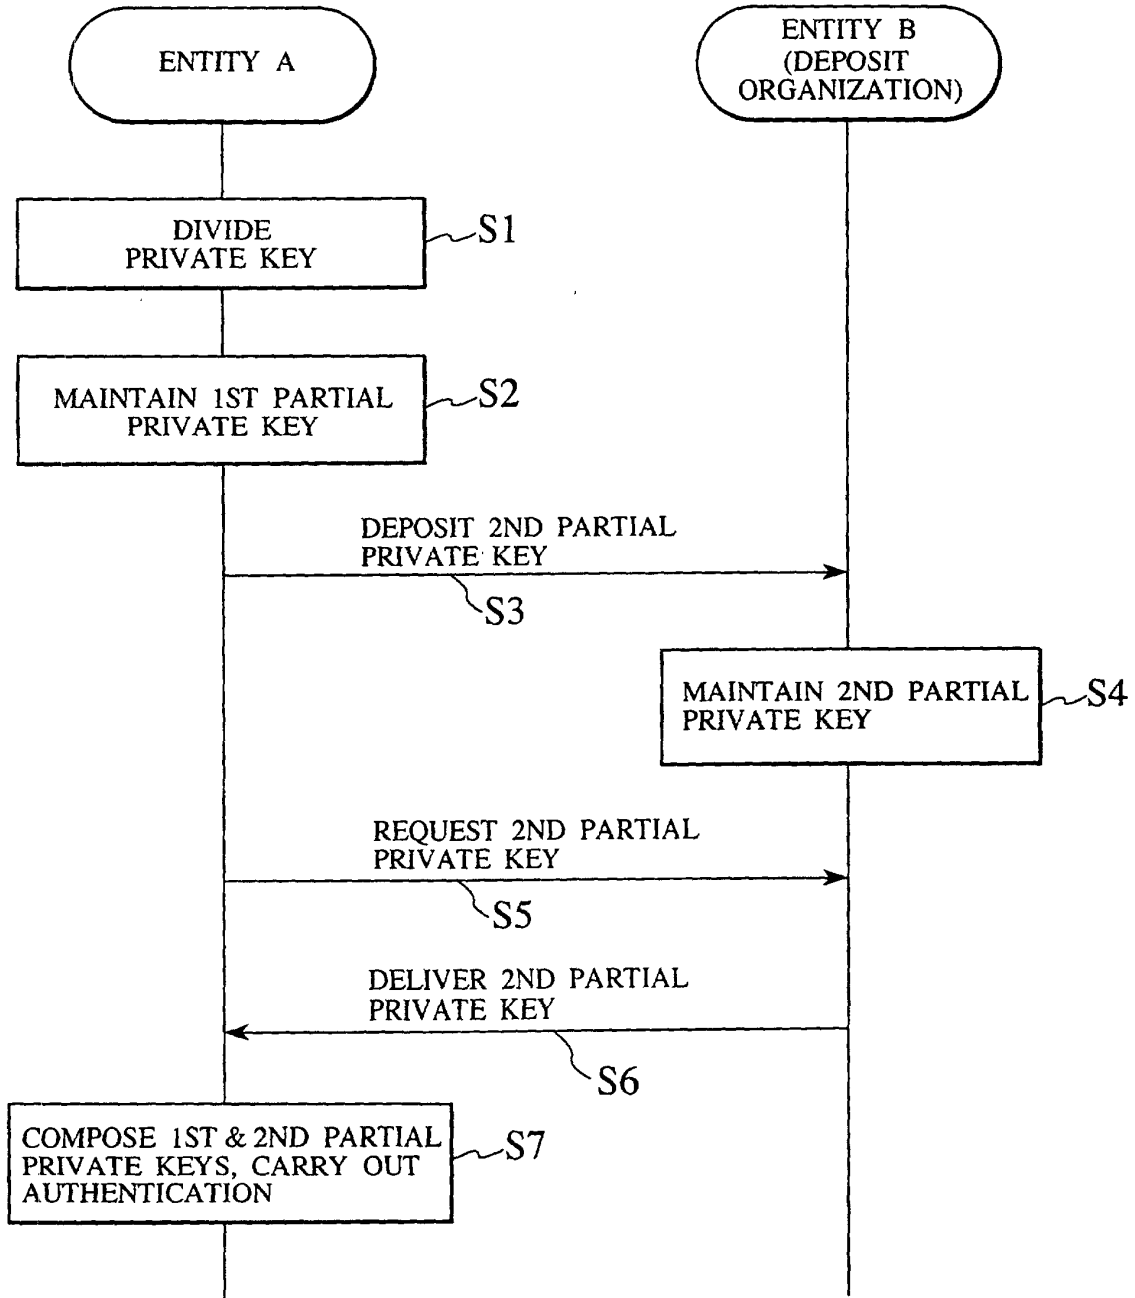 ENTITY A
ENTITY B
(DEPOSIT
ORGANIZATION)
DIVIDE
PRIVATE KEY
S1
MAINTAIN 1ST PARTIAL
PRIVATE KEY
S2
DEPOSIT 2ND PARTIAL
PRIVATE KEY
S3
MAINTAIN 2ND PARTIAL
PRIVATE KEY
S4
REQUEST 2ND PARTIAL
PRIVATE KEY
S5
DELIVER 2ND PARTIAL
PRIVATE KEY
S6
COMPOSE 1ST & 2ND PARTIAL
PRIVATE KEYS, CARRY OUT
AUTHENTICATION
S7